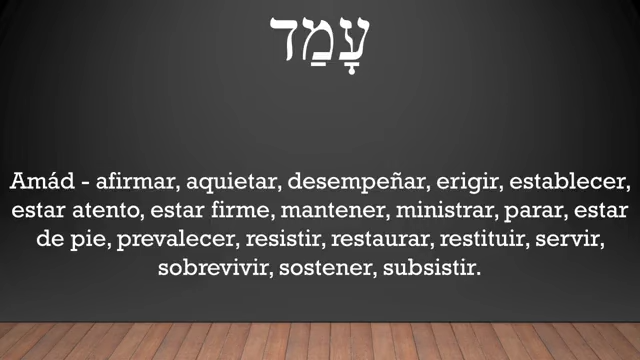 עָמַד
Amád - afirmar, aquietar, desempeñar, erigir, establecer,
estar atento, estar firme, mantener, ministrar, parar, estar
de pie, prevalecer, resistir, restaurar, restituir, servir,
sobrevivir, sostener, subsistir.